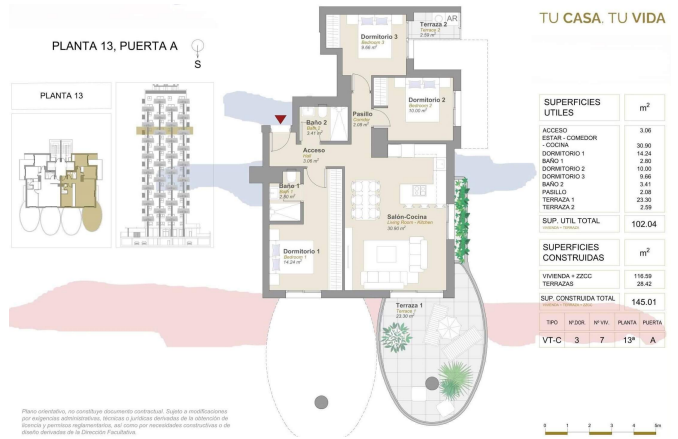 TU CASA, TU VIDA
PLANTA 13, PUERTA A
S
PLANTA 13
Terraza 2
Terrace 2
2.59 m²
AR
Dormitorio 3
Bedroom 3
9.66 m²
Dormitorio 2
Bedroom 2
10.00 m²
Pasillo
Corridor
2.08 m²
Baño 2
Bath 2
3.41 m²
Acceso
Hall
3.06 m²
Baño 1
Bath 1
2.80 m²
Salón-Cocina
Living Room - Kitchen
30.90 m²
Dormitorio 1
Bedroom 1
14.24 m²
Terraza 1
Terrace 1
23.30 m²
SUPERFICIES UTILES m²
ACCESO 3.06
ESTAR - COMEDOR
- COCINA 30.90
DORMITORIO 1 14.24
BAÑO 1 2.80
DORMITORIO 2 10.00
DORMITORIO 3 9.66
BAÑO 2 3.41
PASILLO 2.08
TERRAZA 1 23.30
TERRAZA 2 2.59
SUP. UTIL TOTAL 102.04
VIVIENDA + TERRAZA
SUPERFICIES CONSTRUIDAS m²
VIVIENDA + ZZCC 116.59
TERRAZAS 28.42
SUP. CONSTRUIDA TOTAL 145.01
TIPO Nº.DOR. Nº VIV. PLANTA PUERTA
VT-C 3 7 13ª A
0 1 2 3 4 5m
Plano orientativo, no constituye documento contractual. Sujeto a modificaciones
por exigencias administrativas, técnicas o jurídicas derivadas de la obtención de
licencia y permisos reglamentarios, así como por necesidades constructivas o de
diseño derivadas de la Dirección Facultativa.